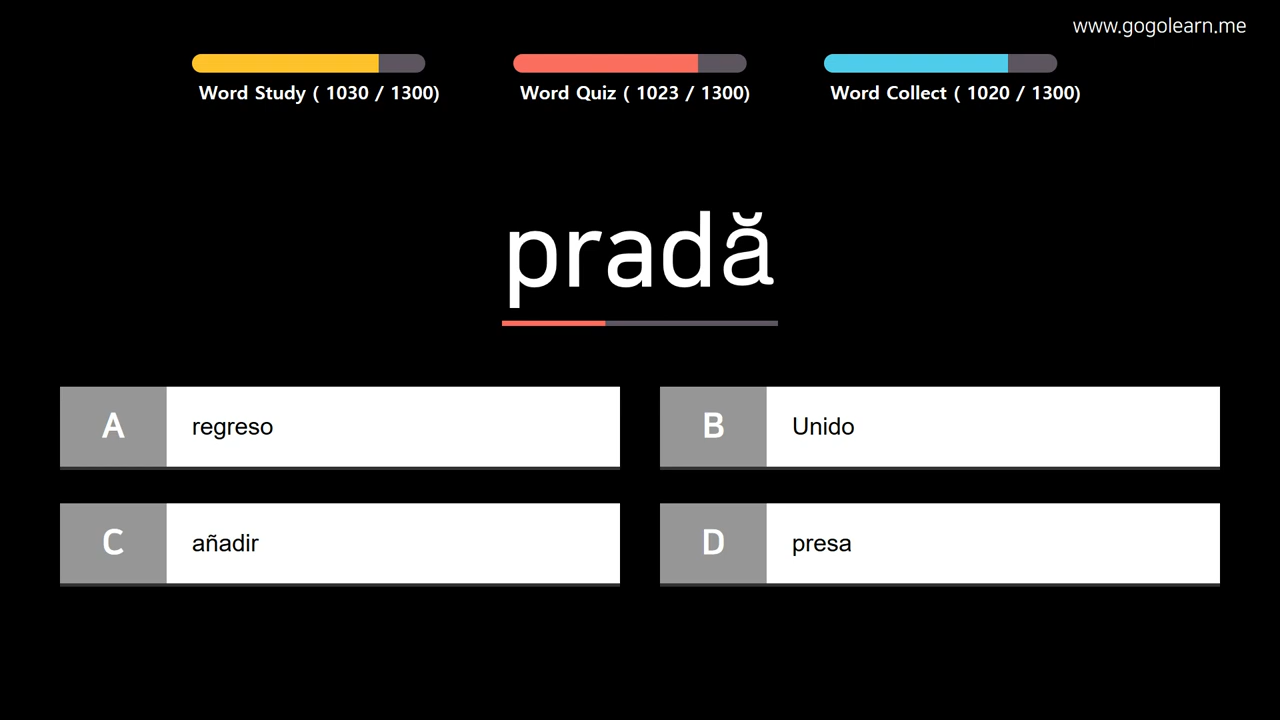 www.gogolearn.me
Word Study ( 1030 / 1300)
Word Quiz ( 1023 / 1300)
Word Collect ( 1020 / 1300)
pradă
A regreso
B Unido
C añadir
D presa